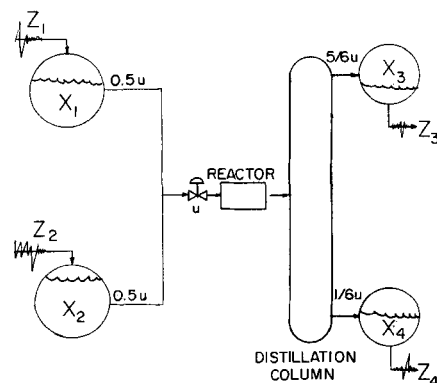 Z1
X1
0.5u
Z2
X2
0.5u
u
REACTOR
DISTILLATION
COLUMN
5/6u
X3
Z3
1/6u
X4
Z4